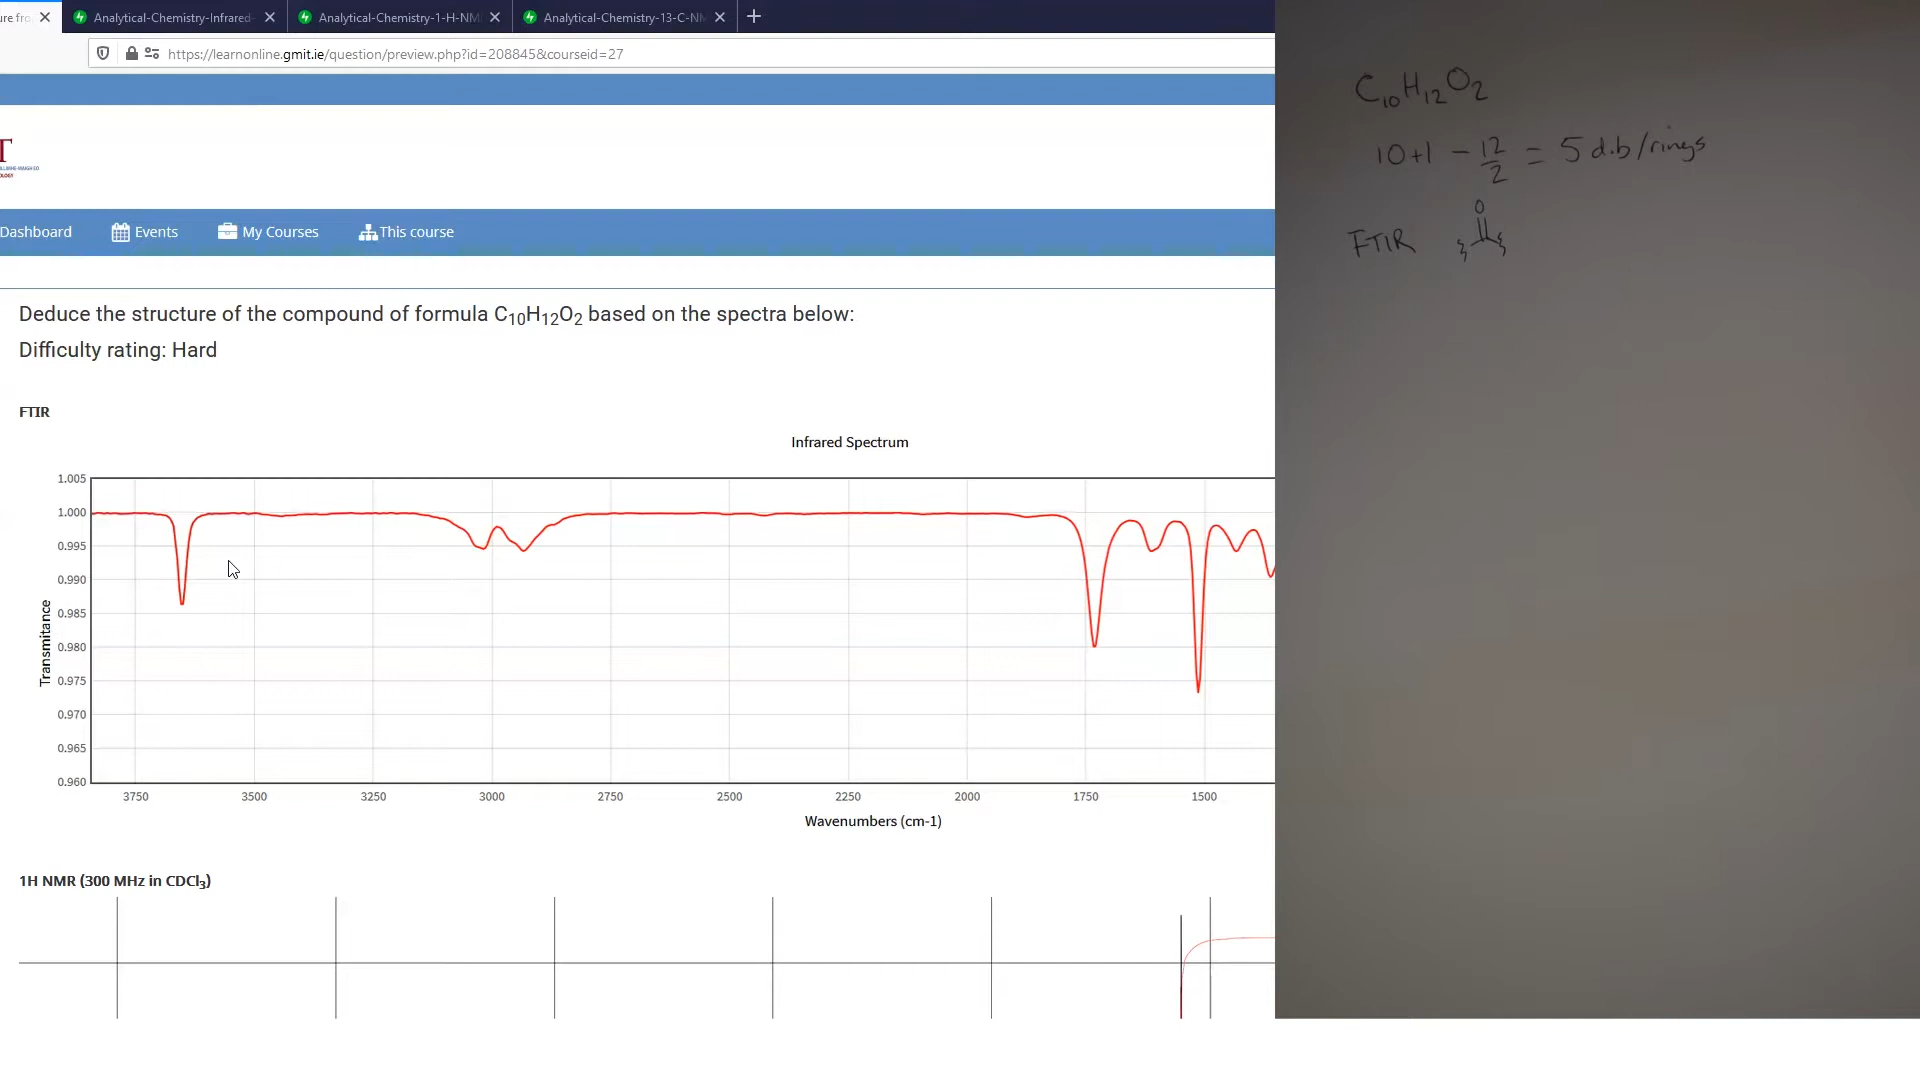 ure fro
Analytical-Chemistry-Infrared-
Analytical-Chemistry-1-H-NM
Analytical-Chemistry-13-C-NM
https://learnonline.gmit.ie/question/preview.php?id=208845&courseid=27
T
Dashboard
Events
My Courses
This course
Deduce the structure of the compound of formula C10H12O2 based on the spectra below:
Difficulty rating: Hard
FTIR
Infrared Spectrum
1.005
1.000
0.995
0.990
0.985
0.980
0.975
0.970
0.965
0.960
Transmitance
3750 3500 3250 3000 2750 2500 2250 2000 1750 1500
Wavenumbers (cm-1)
1H NMR (300 MHz in CDCl3)
C10H12O2
10+1 - 12/2 = 5 d.b/rings
O
FTIR